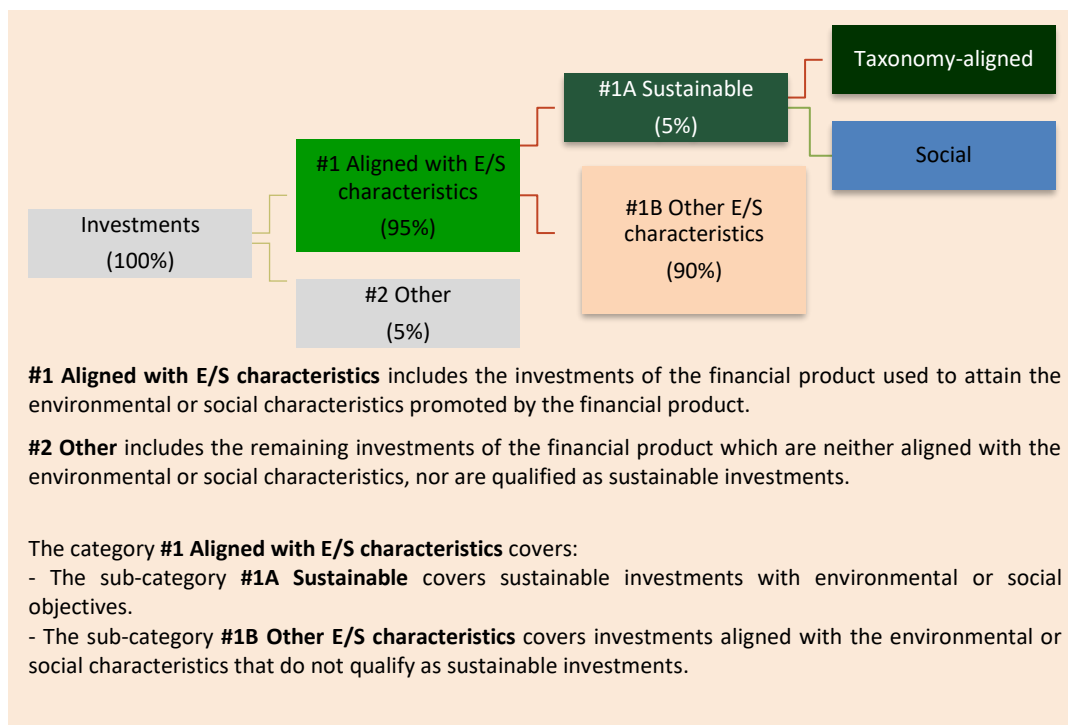 Taxonomy-aligned
#1A Sustainable
(5%)
Social
#1 Aligned with E/S
characteristics
(95%)
#1B Other E/S
characteristics
(90%)
Investments
(100%)
#2 Other
(5%)
#1 Aligned with E/S characteristics includes the investments of the financial product used to attain the
environmental or social characteristics promoted by the financial product.
#2 Other includes the remaining investments of the financial product which are neither aligned with the
environmental or social characteristics, nor are qualified as sustainable investments.
The category #1 Aligned with E/S characteristics covers:
- The sub-category #1A Sustainable covers sustainable investments with environmental or social
objectives.
- The sub-category #1B Other E/S characteristics covers investments aligned with the environmental or
social characteristics that do not qualify as sustainable investments.